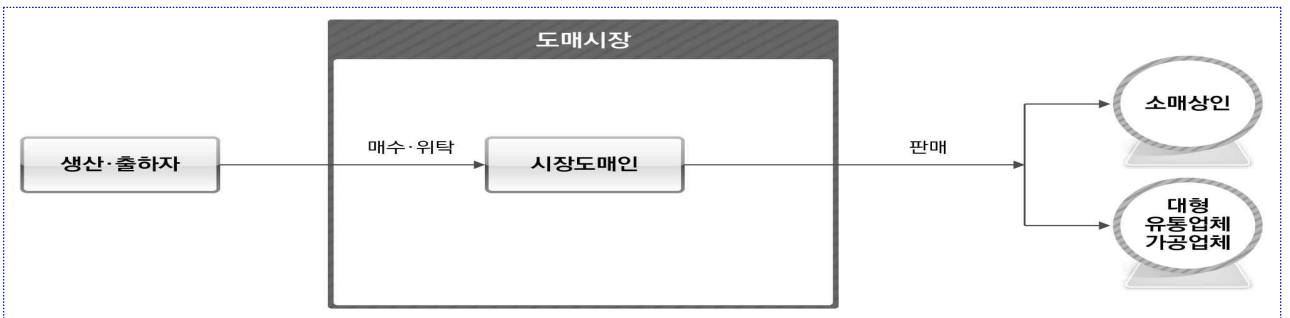 도매시장
생산·출하자
매수·위탁
시장도매인
판매
소매상인
대형
유통업체
가공업체